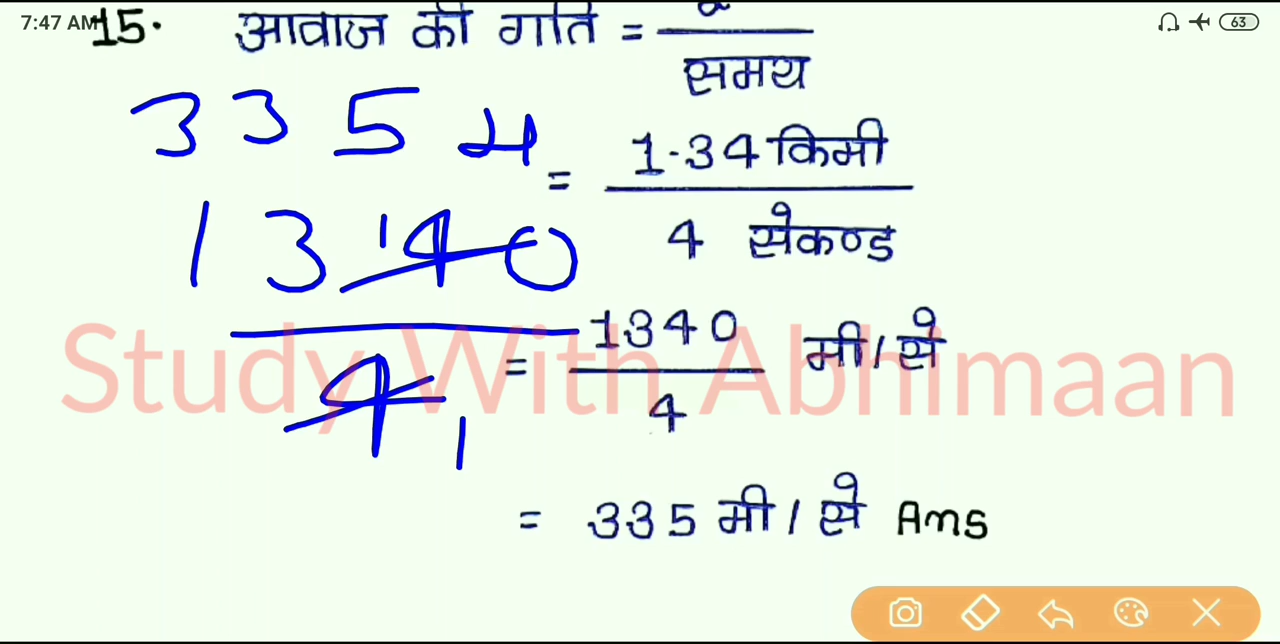 7:47 AM
63
15. आवाज की गति =
समय
3 3 5 म
= 1.34 किमी
4 सेकण्ड
1 3 4 0
4
1
= 1340 मी/से
4
Study With Abhimaan
= 335 मी/से Ans